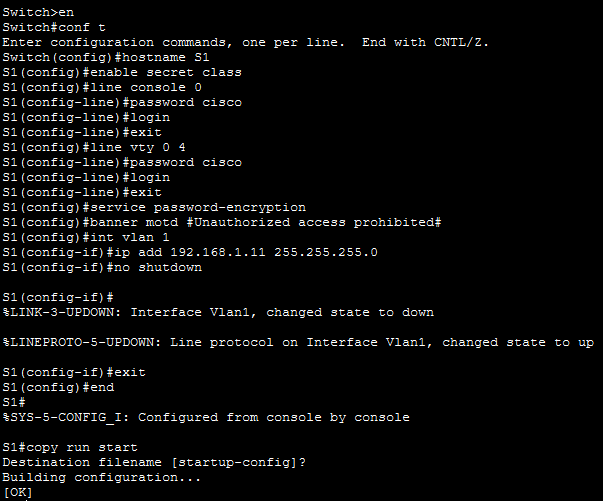 Switch>en
Switch#conf t
Enter configuration commands, one per line.  End with CNTL/Z.
Switch(config)#hostname S1
S1(config)#enable secret class
S1(config)#line console 0
S1(config-line)#password cisco
S1(config-line)#login
S1(config-line)#exit
S1(config)#line vty 0 4
S1(config-line)#password cisco
S1(config-line)#login
S1(config-line)#exit
S1(config)#service password-encryption
S1(config)#banner motd #Unauthorized access prohibited#
S1(config)#int vlan 1
S1(config-if)#ip add 192.168.1.11 255.255.255.0
S1(config-if)#no shutdown
S1(config-if)#
%LINK-3-UPDOWN: Interface Vlan1, changed state to down
%LINEPROTO-5-UPDOWN: Line protocol on Interface Vlan1, changed state to up
S1(config-if)#exit
S1(config)#end
S1#
%SYS-5-CONFIG_I: Configured from console by console
S1#copy run start
Destination filename [startup-config]?
Building configuration...
[OK]